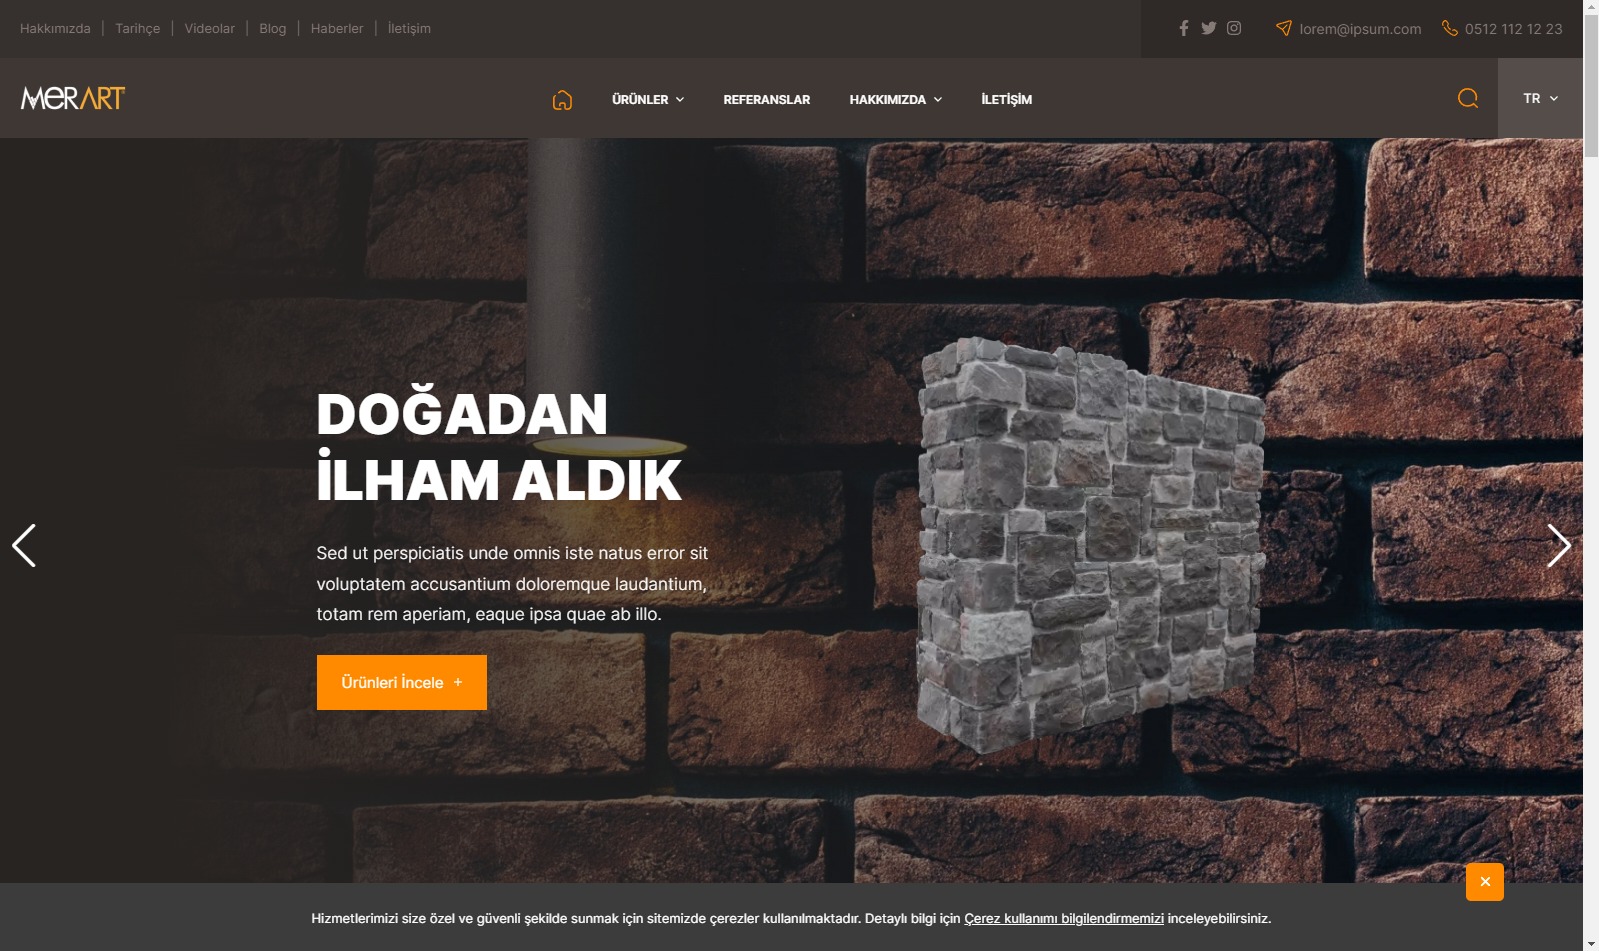 Hakkımızda | Tarihçe | Videolar | Blog | Haberler | İletişim
lorem@ipsum.com
0512 112 12 23
MERART
ÜRÜNLER
REFERANSLAR
HAKKIMIZDA
İLETİŞİM
TR
DOĞADAN
İLHAM ALDIK
Sed ut perspiciatis unde omnis iste natus error sit
voluptatem accusantium doloremque laudantium,
totam rem aperiam, eaque ipsa quae ab illo.
Ürünleri İncele +
Hizmetlerimizi size özel ve güvenli şekilde sunmak için sitemizde çerezler kullanılmaktadır. Detaylı bilgi için Çerez kullanımı bilgilendirmemizi inceleyebilirsiniz.